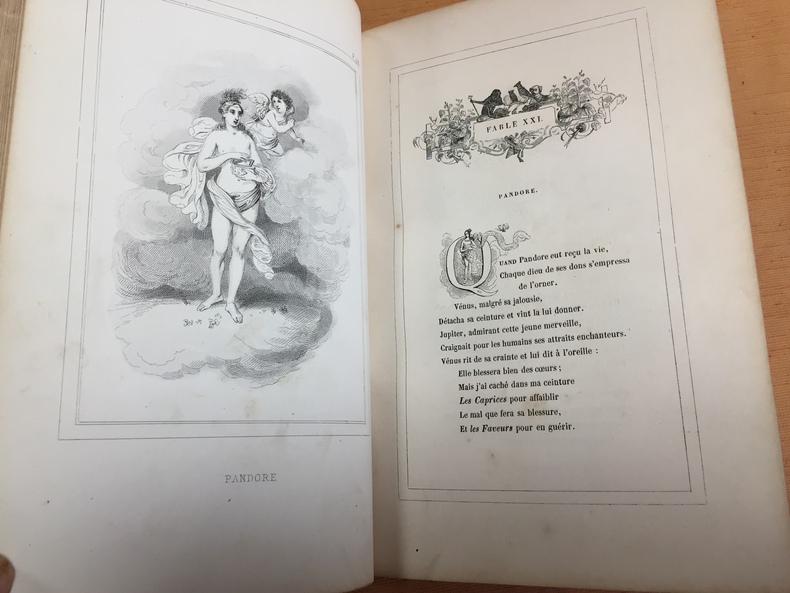 PANDORE
FABLE XXI.
PANDORE.
QUAND Pandore eut reçu la vie,
Chaque dieu de ses dons s'empressa
de l'orner.
Vénus, malgré sa jalousie,
Détacha sa ceinture et vint la lui donner.
Jupiter, admirant cette jeune merveille,
Craignait pour les humains ses attraits enchanteurs.
Vénus rit de sa crainte et lui dit à l'oreille :
Elle blessera bien des cœurs ;
Mais j'ai caché dans ma ceinture
Les Caprices pour affaiblir
Le mal que fera sa blessure,
Et les Faveurs pour en guérir.